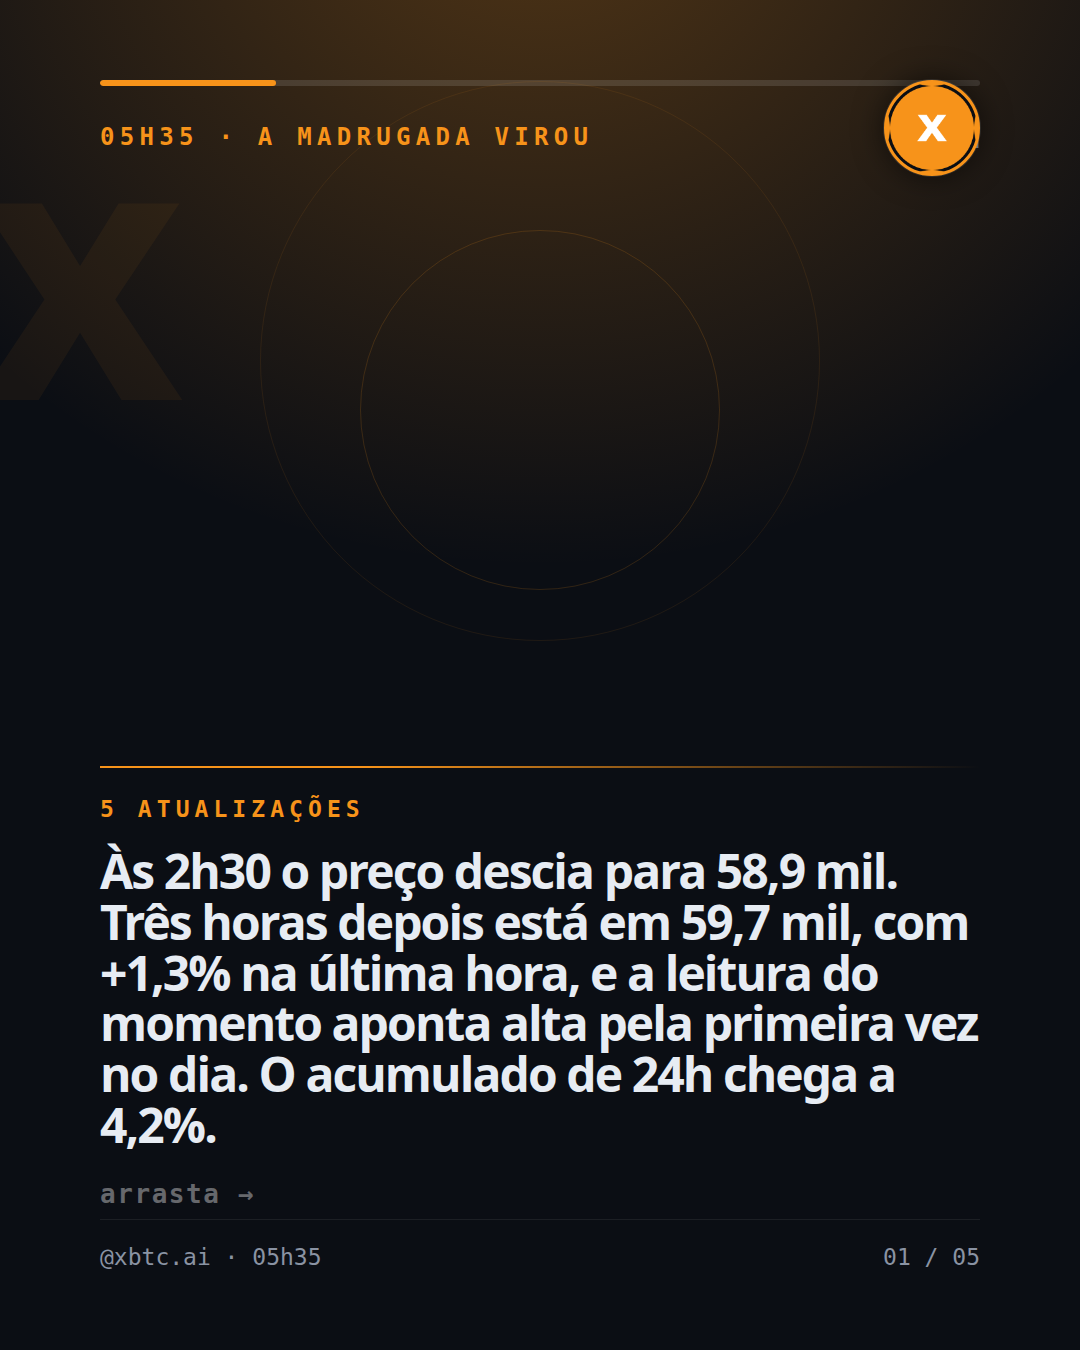 05H35 · A MADRUGADA VIROU
x
x
5 ATUALIZAÇÕES
Às 2h30 o preço descia para 58,9 mil.
Três horas depois está em 59,7 mil, com
+1,3% na última hora, e a leitura do
momento aponta alta pela primeira vez
no dia. O acumulado de 24h chega a
4,2%.
arrasta →
@xbtc.ai · 05h35
01 / 05